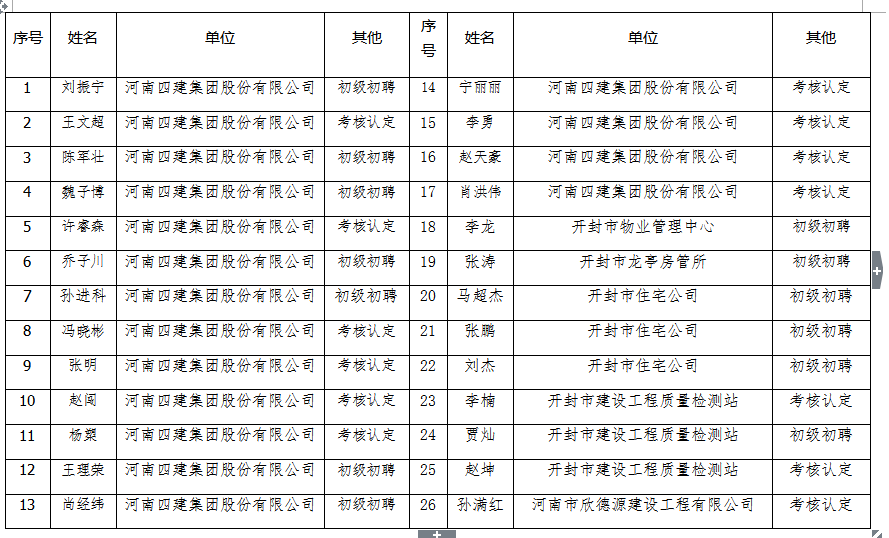 序号 姓名 单位 其他 序号 姓名 单位 其他
1 刘振宁 河南四建集团股份有限公司 初级初聘 14 宁丽丽 河南四建集团股份有限公司 考核认定
2 王文超 河南四建集团股份有限公司 考核认定 15 李勇 河南四建集团股份有限公司 考核认定
3 陈军壮 河南四建集团股份有限公司 初级初聘 16 赵天豪 河南四建集团股份有限公司 考核认定
4 魏子博 河南四建集团股份有限公司 初级初聘 17 肖洪伟 河南四建集团股份有限公司 考核认定
5 许睿森 河南四建集团股份有限公司 考核认定 18 李龙 开封市物业管理中心 初级初聘
6 乔子川 河南四建集团股份有限公司 初级初聘 19 张涛 开封市龙亭房管所 初级初聘
7 孙进科 河南四建集团股份有限公司 初级初聘 20 马超杰 开封市住宅公司 初级初聘
8 冯晓彬 河南四建集团股份有限公司 考核认定 21 张鹏 开封市住宅公司 初级初聘
9 张明 河南四建集团股份有限公司 考核认定 22 刘杰 开封市住宅公司 初级初聘
10 赵闯 河南四建集团股份有限公司 考核认定 23 李楠 开封市建设工程质量检测站 考核认定
11 杨槊 河南四建集团股份有限公司 考核认定 24 贾灿 开封市建设工程质量检测站 初级初聘
12 王理荣 河南四建集团股份有限公司 初级初聘 25 赵坤 开封市建设工程质量检测站 考核认定
13 尚经纬 河南四建集团股份有限公司 初级初聘 26 孙满红 河南市欣德源建设工程有限公司 考核认定